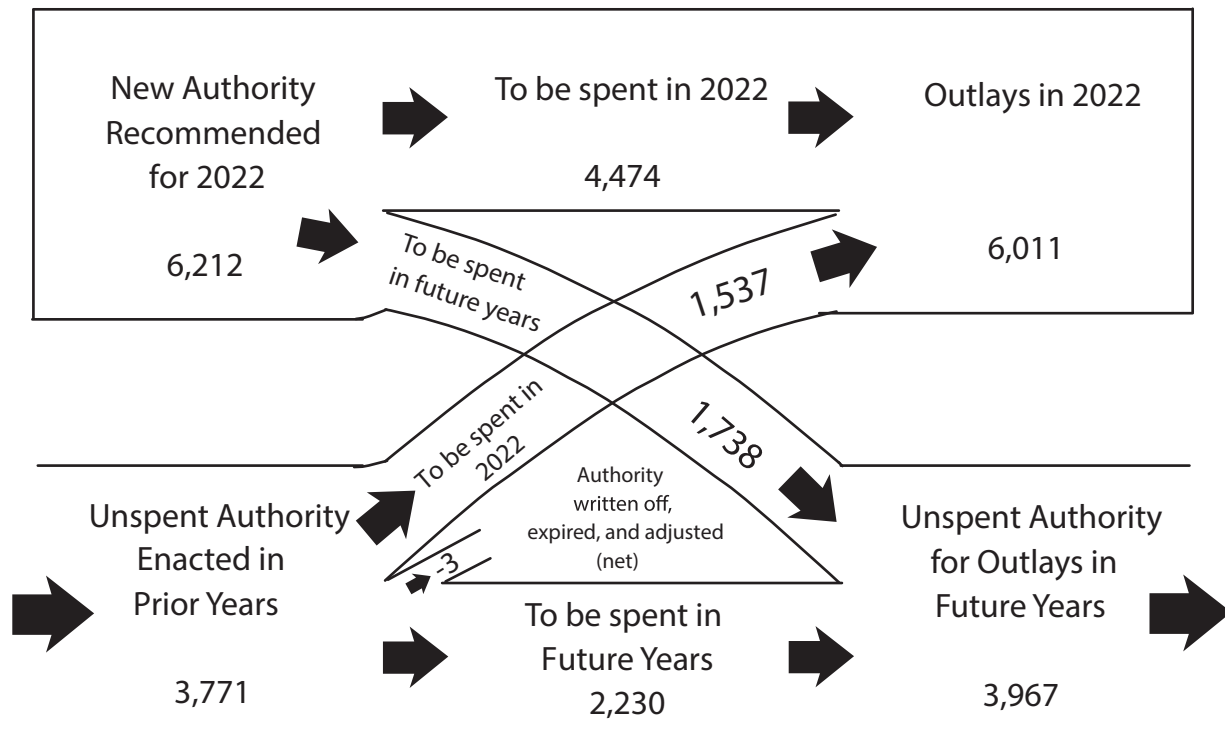 New Authority
Recommended
for 2022
6,212
To be spent in 2022
4,474
Outlays in 2022
6,011
To be spent
in future years
1,537
To be spent in
2022
1,738
Authority
written off,
expired, and adjusted
(net)
-3
Unspent Authority
Enacted in
Prior Years
3,771
To be spent in
Future Years
2,230
Unspent Authority
for Outlays in
Future Years
3,967